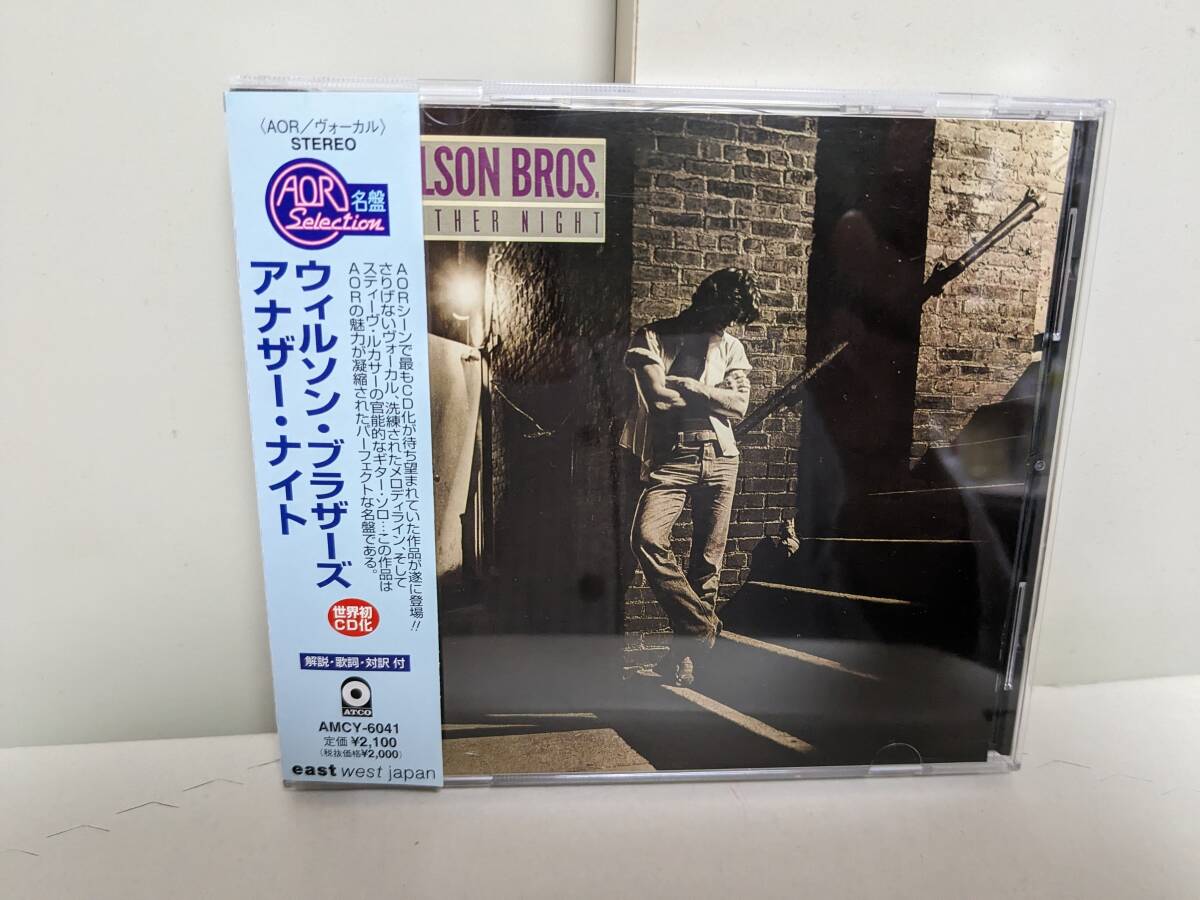 〈AOR／ヴォーカル〉
STEREO
AOR
名盤
Selection
ウィルソン・ブラザーズ
アナザー・ナイト
AORシーンで最もCD化が待ち望まれていた作品が遂に登場!!
さりげないヴォーカル、洗練されたメロディライン、そして
スティーヴ・ルカサーの官能的なギター・ソロ…この作品は
AORの魅力が凝縮されたパーフェクトな名盤である。
世界初
CD化
解説・歌詞・対訳 付
ATCO
AMCY-6041
定価 ¥2,100
(税抜価格¥2,000)
east west japan
LSON BROS.
THER NIGHT